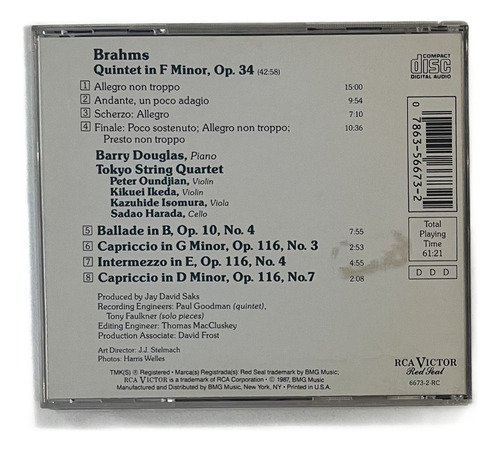 Brahms
Quintet in F Minor, Op. 34 (42:58)
1 Allegro non troppo 15:00
2 Andante, un poco adagio 9:54
3 Scherzo: Allegro
4 Finale: Poco sostenuto; Allegro non troppo; 10:36
Presto non troppo
Barry Douglas, Piano
Tokyo String Quartet
Peter Oundjian, Violin
Kikuei Ikeda, Violin
Kazuhide Isomura, Viola
Sadao Harada, Cello
5 Ballade in B, Op. 10, No. 4 7:55
6 Capriccio in G Minor, Op. 116, No. 3 2:53
7 Intermezzo in E, Op. 116, No. 4 4:55
8 Capriccio in D Minor, Op. 116, No. 7 2:08
Produced by Jay David Saks
Recording Engineers: Paul Goodman (quintet),
Tony Faulkner (solo pieces)
Editing Engineer: Thomas MacCluskey
Production Associate: David Frost
Art Director: J.J. Stelmach
Photos: Harris Welles
TMK(S) ® Registered • Marca(s) Registrada(s): Red Seal BMG Music;
RCA VICTOR is a trademark of RCA Corporation • © 1987, BMG Music
Manufactured and Distributed by BMG Music, New York, NY • Printed in U.S.A.
COMPACT
disc
DIGITAL AUDIO
0 7863-56673-2
Total
Playing
Time
61:21
D D D
RCA VICTOR
Red Seal
6673-2-RC